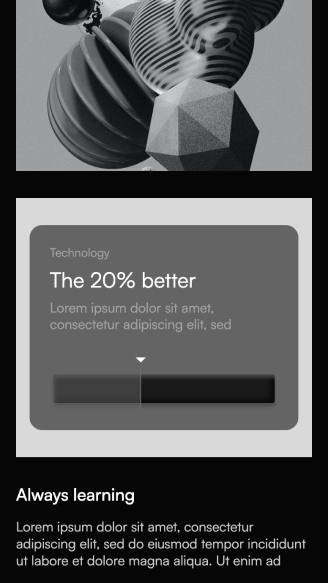 Technology
The 20% better
Lorem ipsum dolor sit amet,
consectetur adipiscing elit, sed
Always learning
Lorem ipsum dolor sit amet, consectetur
adipiscing elit, sed do eiusmod tempor incididunt
ut labore et dolore magna aliqua. Ut enim ad